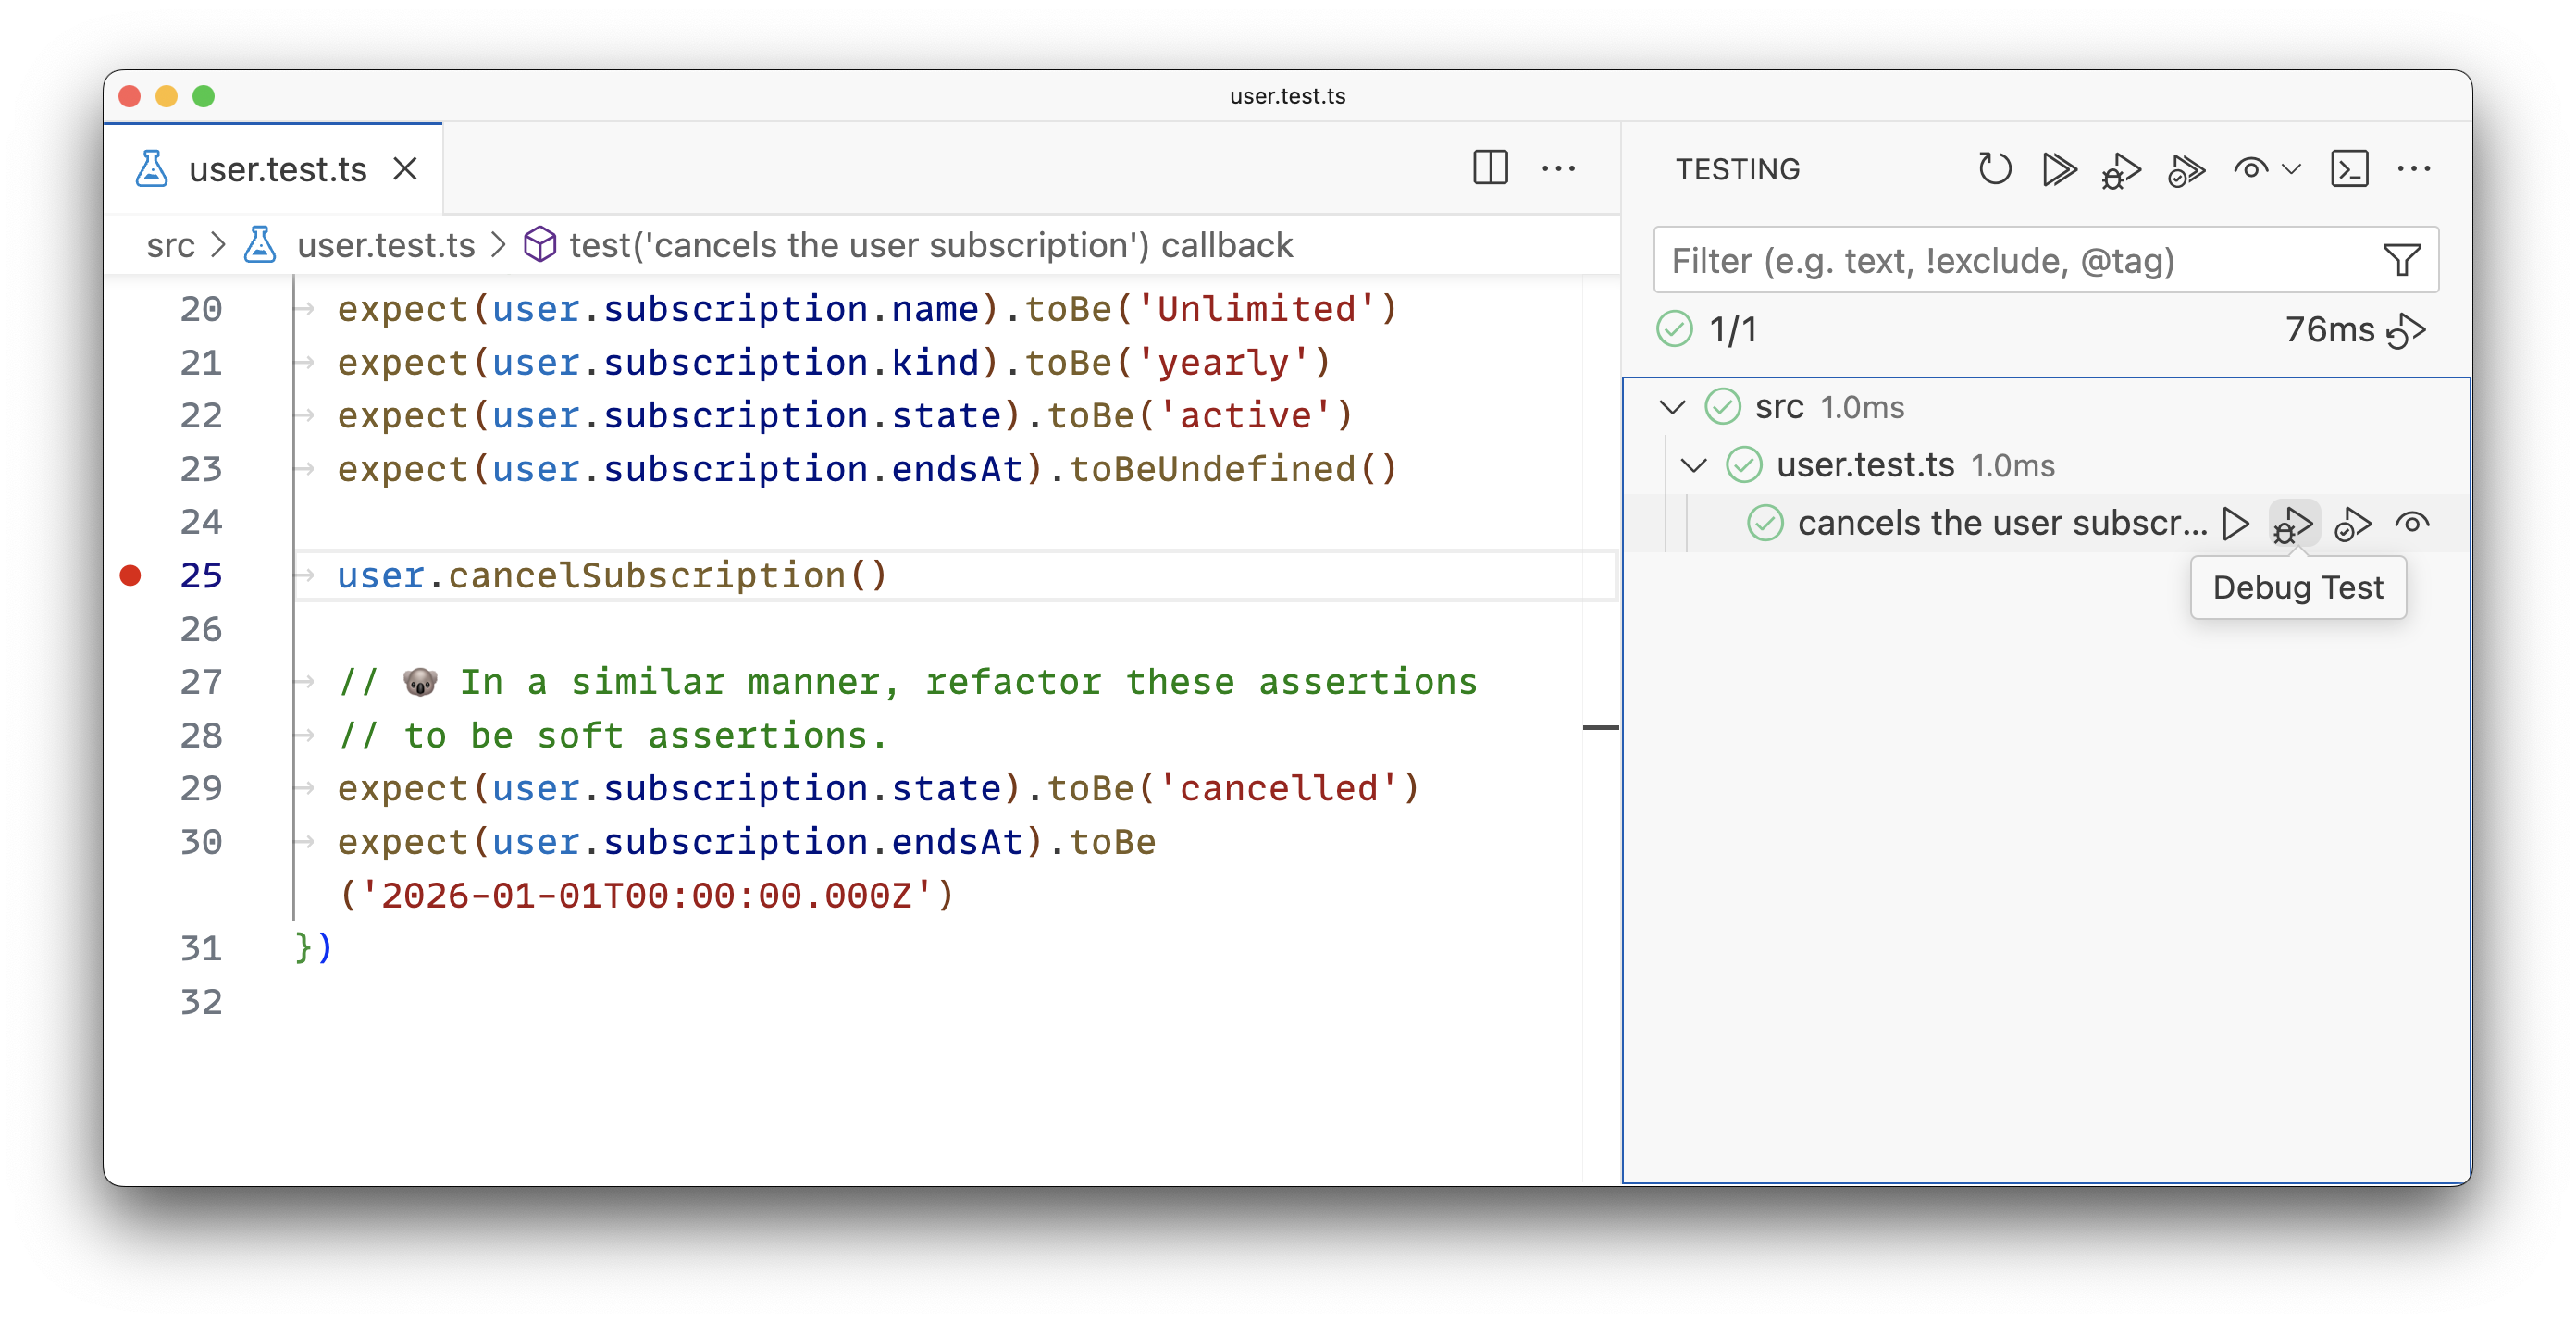 user.test.ts
user.test.ts
src > user.test.ts > test('cancels the user subscription') callback
20 expect(user.subscription.name).toBe('Unlimited')
21 expect(user.subscription.kind).toBe('yearly')
22 expect(user.subscription.state).toBe('active')
23 expect(user.subscription.endsAt).toBeUndefined()
24
25 user.cancelSubscription()
26
27 // 🐨 In a similar manner, refactor these assertions
28 // to be soft assertions.
29 expect(user.subscription.state).toBe('cancelled')
30 expect(user.subscription.endsAt).toBe
('2026-01-01T00:00:00.000Z')
31 })
32
TESTING
Filter (e.g. text, !exclude, @tag)
1/1 76ms
src 1.0ms
user.test.ts 1.0ms
cancels the user subscr...
Debug Test